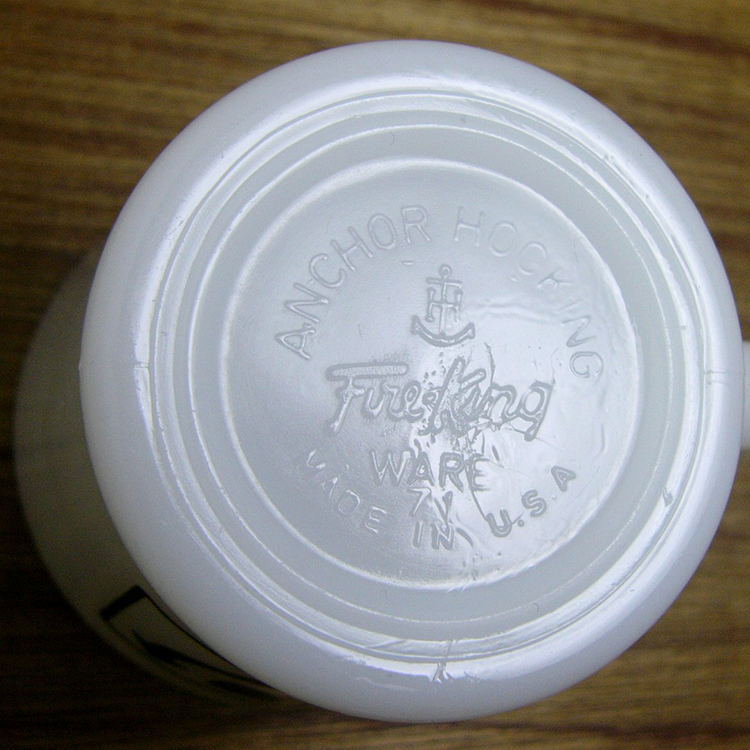 ANCHOR HOCKING
H
Fire-King
WARE
71
MADE IN U.S.A